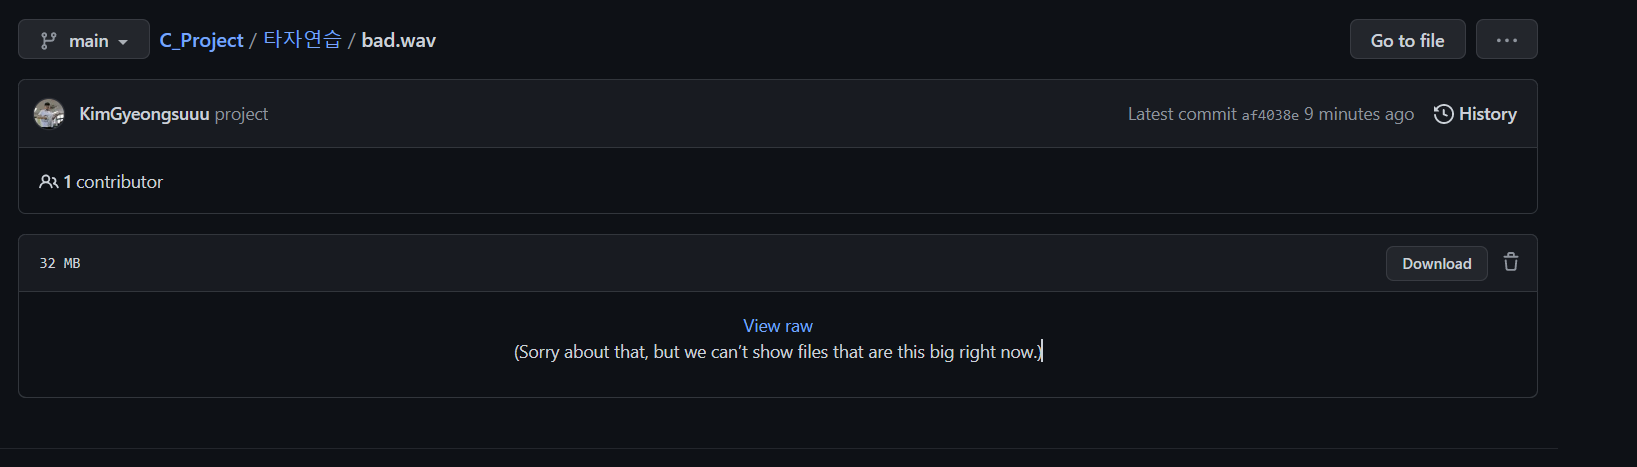 main C_Project / 타자연습 / bad.wav Go to file ...
KimGyeongsuuu project Latest commit af4038e 9 minutes ago History
1 contributor
32 MB Download
View raw
(Sorry about that, but we can’t show files that are this big right now.)